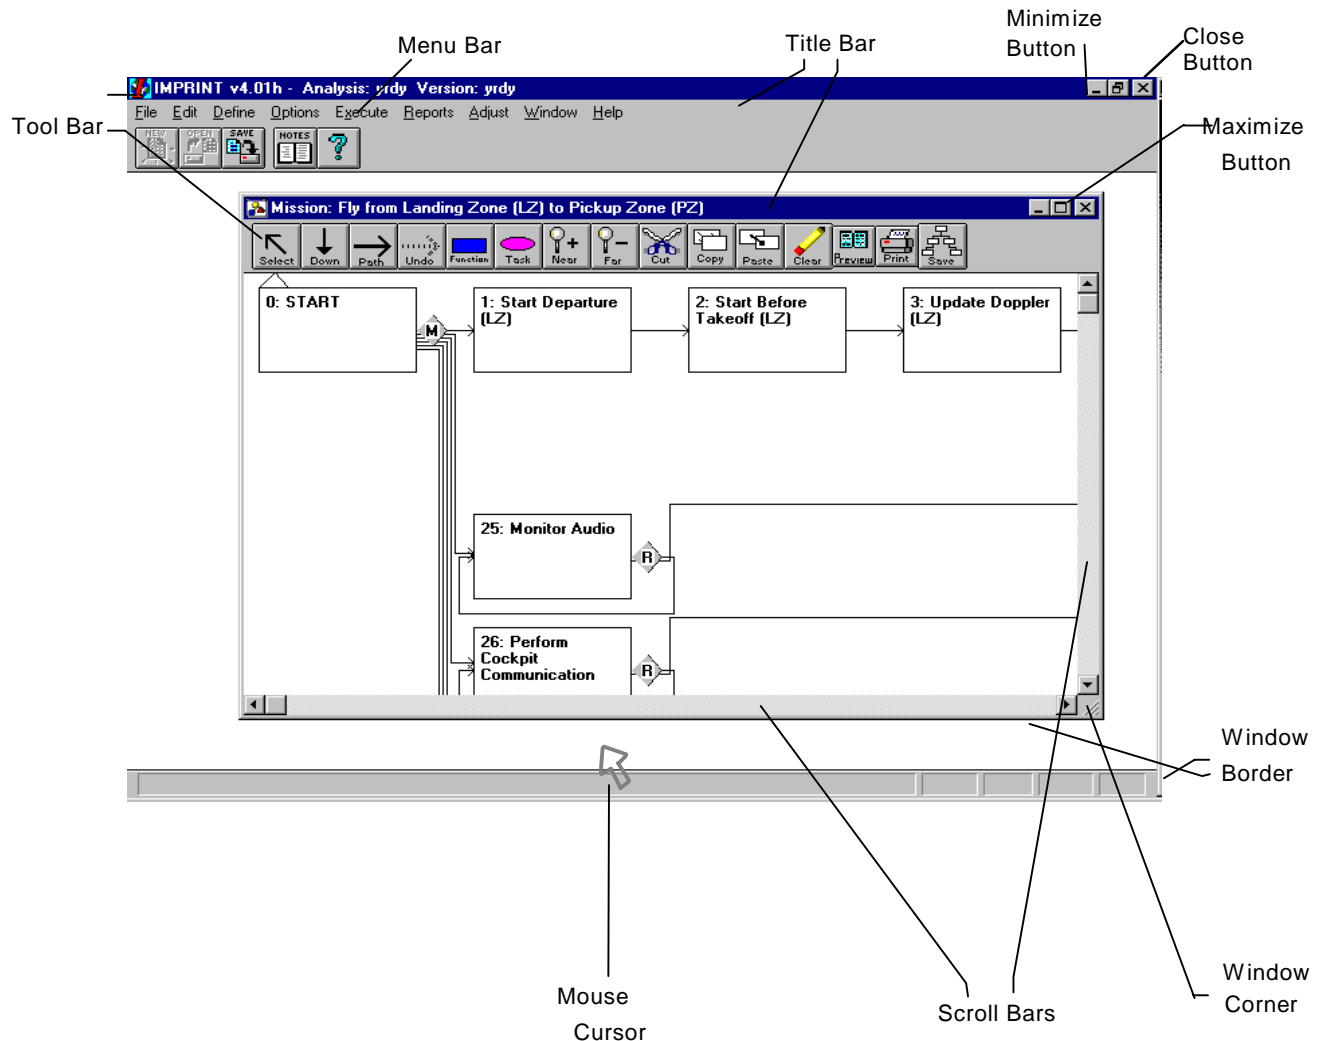 Minimize
Button
Close
Button
Menu Bar
Title Bar
IMPRINT v4.01h - Analysis: yrdy Version: yrdy
File Edit Define Options Execute Reports Adjust Window Help
Tool Bar
NEW OPEN SAVE NOTES ?
Maximize
Button
Mission: Fly from Landing Zone (LZ) to Pickup Zone (PZ)
Select Down Path Undo Function Task Near Far Cut Copy Paste Clear Preview Print Save
0: START
M
1: Start Departure
(LZ)
2: Start Before
Takeoff (LZ)
3: Update Doppler
(LZ)
25: Monitor Audio
R
26: Perform
Cockpit
Communication
R
Window
Border
Mouse
Cursor
Scroll Bars
Window
Corner